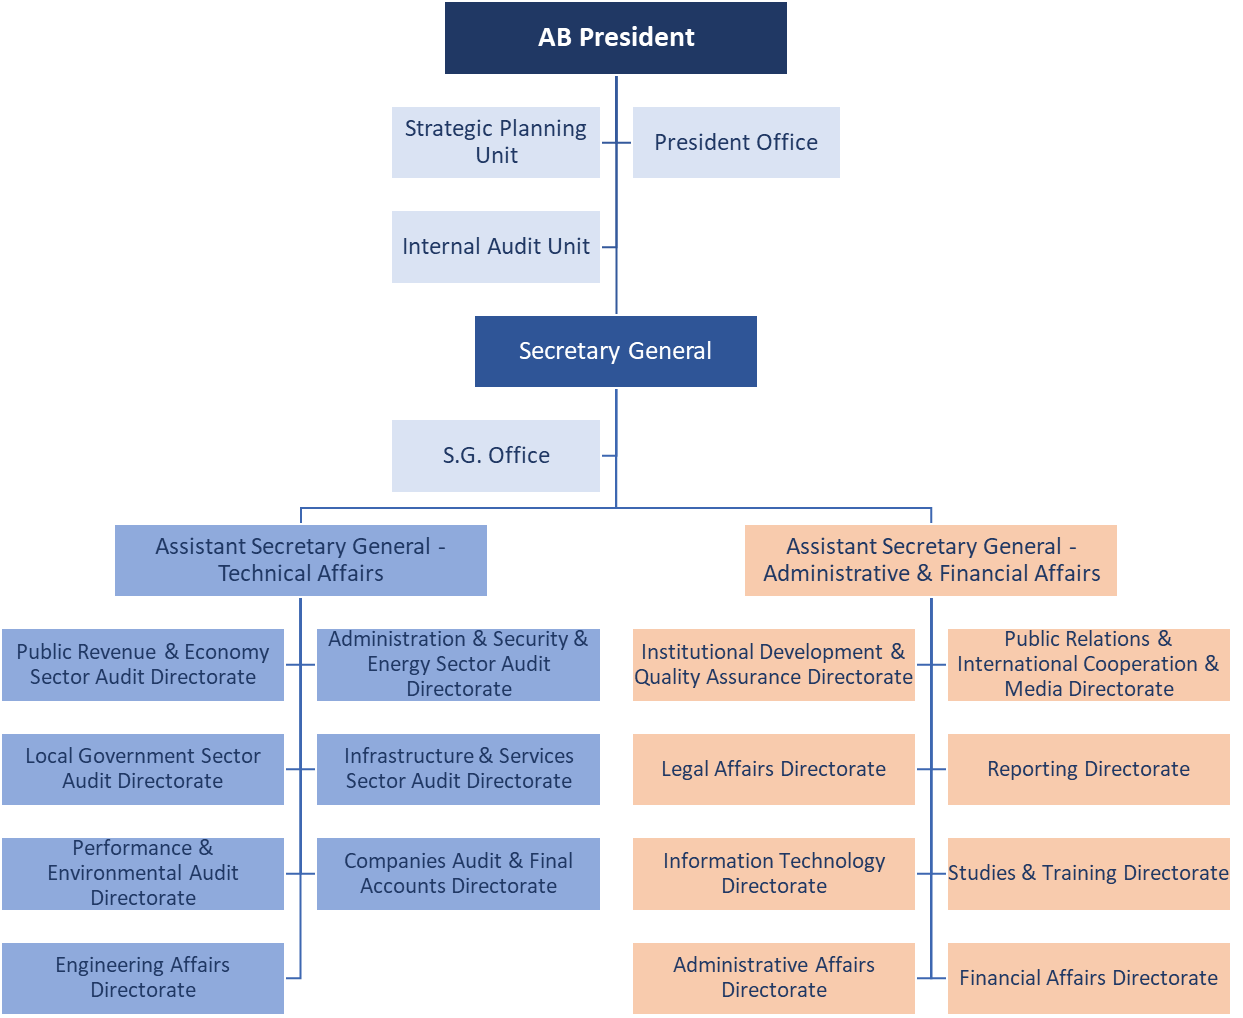 AB President
Strategic Planning
Unit
President Office
Internal Audit Unit
Secretary General
S.G. Office
Assistant Secretary General -
Technical Affairs
Assistant Secretary General -
Administrative & Financial Affairs
Public Revenue & Economy
Sector Audit Directorate
Administration & Security &
Energy Sector Audit
Directorate
Institutional Development &
Quality Assurance Directorate
Public Relations &
International Cooperation &
Media Directorate
Local Government Sector
Audit Directorate
Infrastructure & Services
Sector Audit Directorate
Legal Affairs Directorate
Reporting Directorate
Performance &
Environmental Audit
Directorate
Companies Audit & Final
Accounts Directorate
Information Technology
Directorate
Studies & Training Directorate
Engineering Affairs
Directorate
Administrative Affairs
Directorate
Financial Affairs Directorate